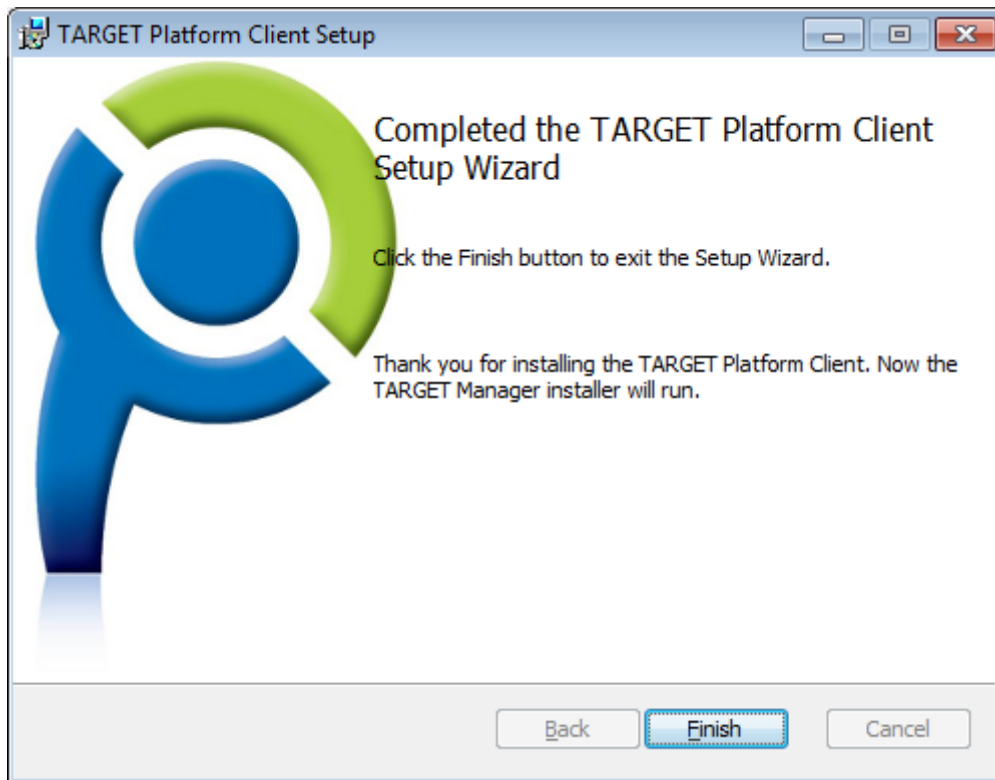 TARGET Platform Client Setup
Completed the TARGET Platform Client
Setup Wizard
Click the Finish button to exit the Setup Wizard.
Thank you for installing the TARGET Platform Client. Now the
TARGET Manager installer will run.
Back
Finish
Cancel